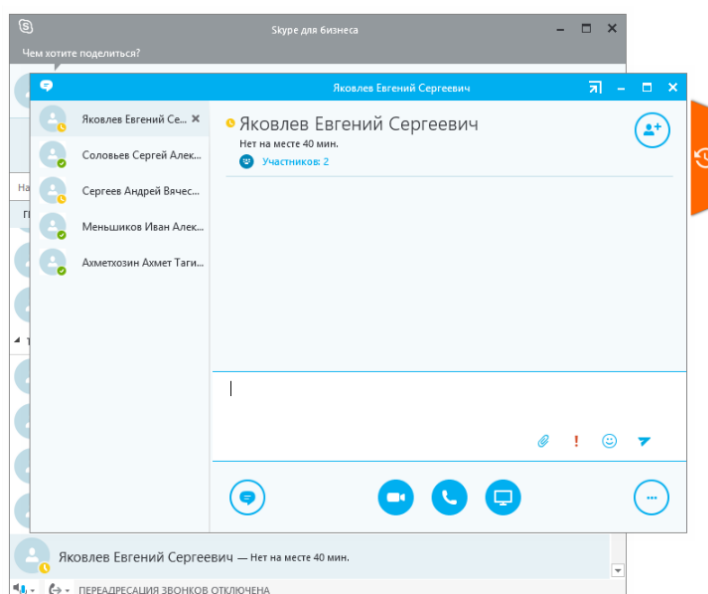 Skype для бизнеса
Чем хотите поделиться?
Яковлев Евгений Сергеевич
Яковлев Евгений Се...
Соловьев Сергей Алек...
Сергеев Андрей Вячес...
Меньшиков Иван Алек...
Ахметхозин Ахмет Таги...
Яковлев Евгений Сергеевич
Нет на месте 40 мин.
Участников: 2
На
Яковлев Евгений Сергеевич — Нет на месте 40 мин.
ПЕРЕАДРЕСАЦИЯ ЗВОНКОВ ОТКЛЮЧЕНА